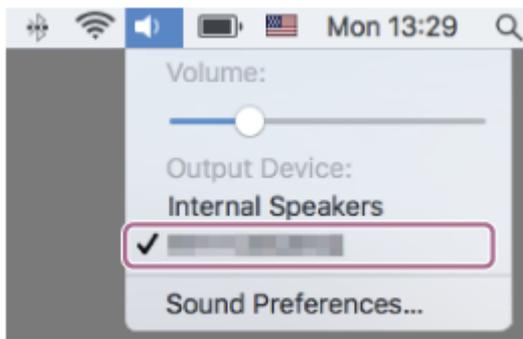 Mon 13:29
Volume:
Output Device:
Internal Speakers
Sound Preferences...